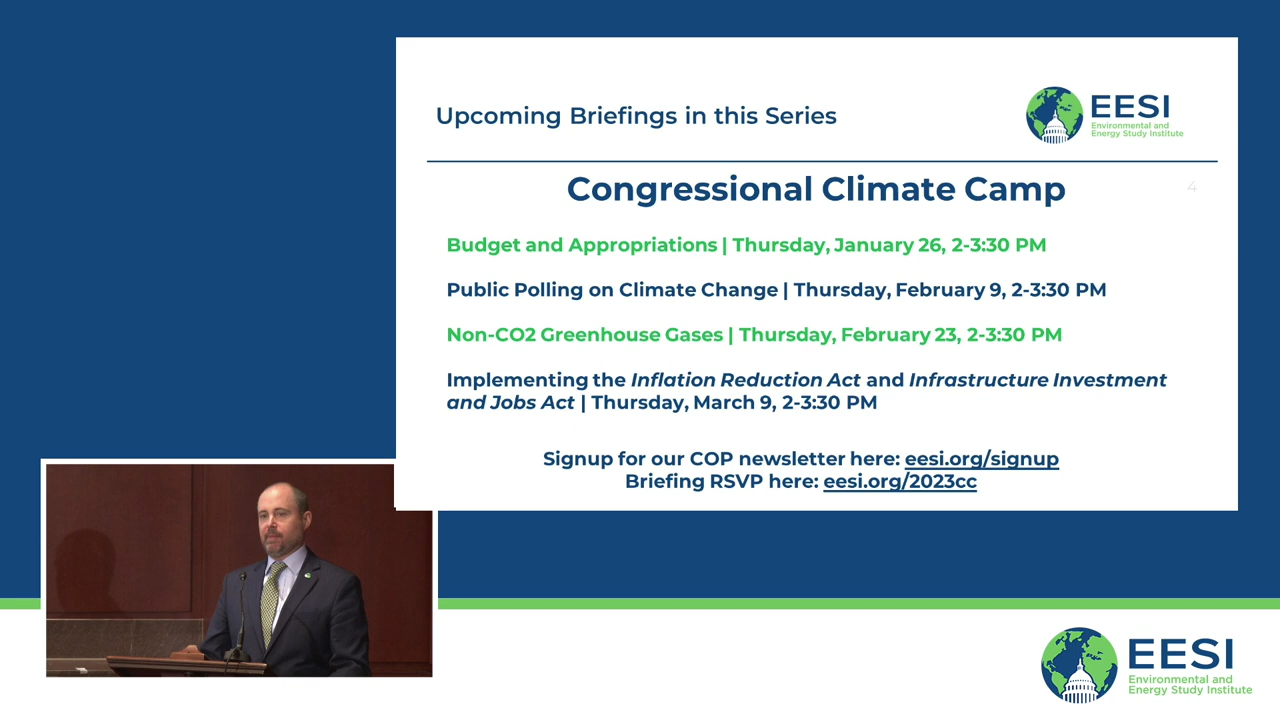 Upcoming Briefings in this Series
EESI
Environmental and
Energy Study Institute
Congressional Climate Camp
4
Budget and Appropriations | Thursday, January 26, 2-3:30 PM
Public Polling on Climate Change | Thursday, February 9, 2-3:30 PM
Non-CO2 Greenhouse Gases | Thursday, February 23, 2-3:30 PM
Implementing the Inflation Reduction Act and Infrastructure Investment
and Jobs Act | Thursday, March 9, 2-3:30 PM
Signup for our COP newsletter here: eesi.org/signup
Briefing RSVP here: eesi.org/2023cc
EESI
Environmental and
Energy Study Institute